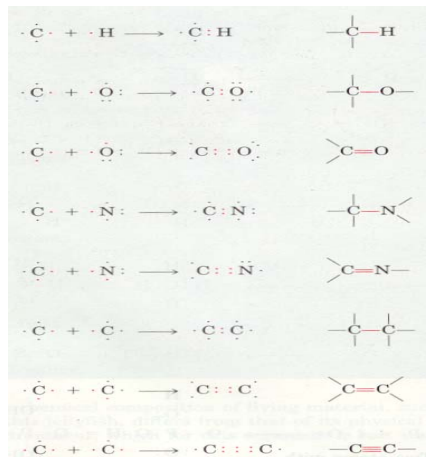 · C · + · H ⟶ · C : H —C—H
· C · + · O : ⟶ · C : O · —C—O—
· C · + · O : ⟶ C : : O C=O
· C · + · N : ⟶ · C : N : —C—N
· C · + · N : ⟶ C : : N · C=N—
· C · + · C · ⟶ · C : C · —C—C—
· C · + · C · ⟶ C : : C C=C
· C · + · C · ⟶ · C : : : C · —C≡C—